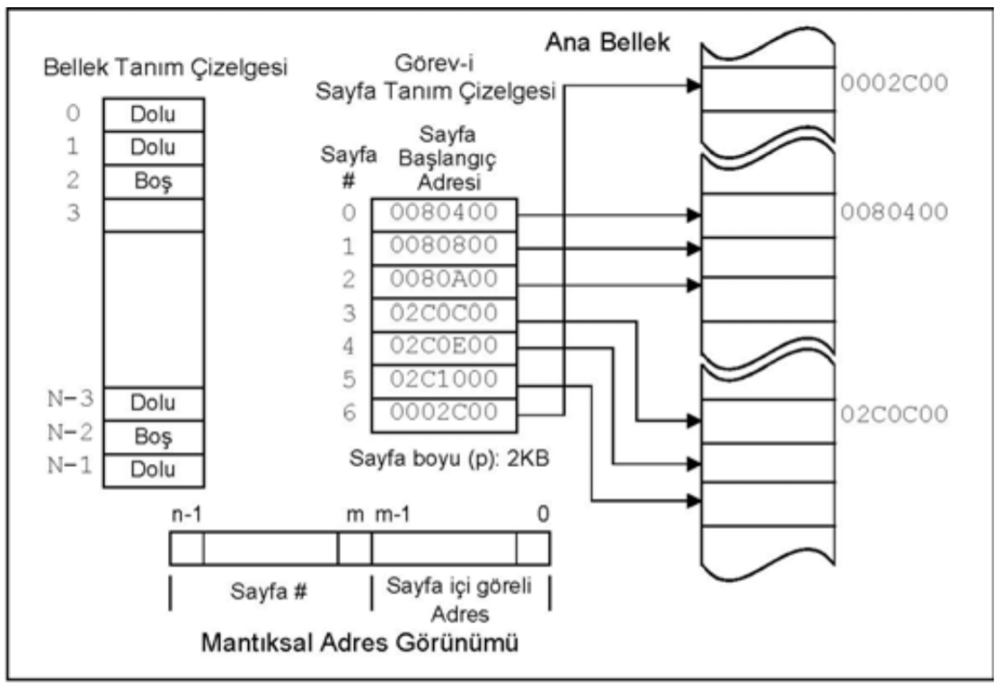 Ana Bellek
Bellek Tanım Çizelgesi
Görev-i
Sayfa Tanım Çizelgesi
0 Dolu
1 Dolu
2 Boş
3
N-3 Dolu
N-2 Boş
N-1 Dolu
Sayfa
#
Sayfa
Başlangıç
Adresi
0 0080400
1 0080800
2 0080A00
3 02C0C00
4 02C0E00
5 02C1000
6 0002C00
Sayfa boyu (p): 2KB
0002C00
0080400
02C0C00
n-1 m m-1 0
Sayfa #
Sayfa içi göreli
Adres
Mantıksal Adres Görünümü